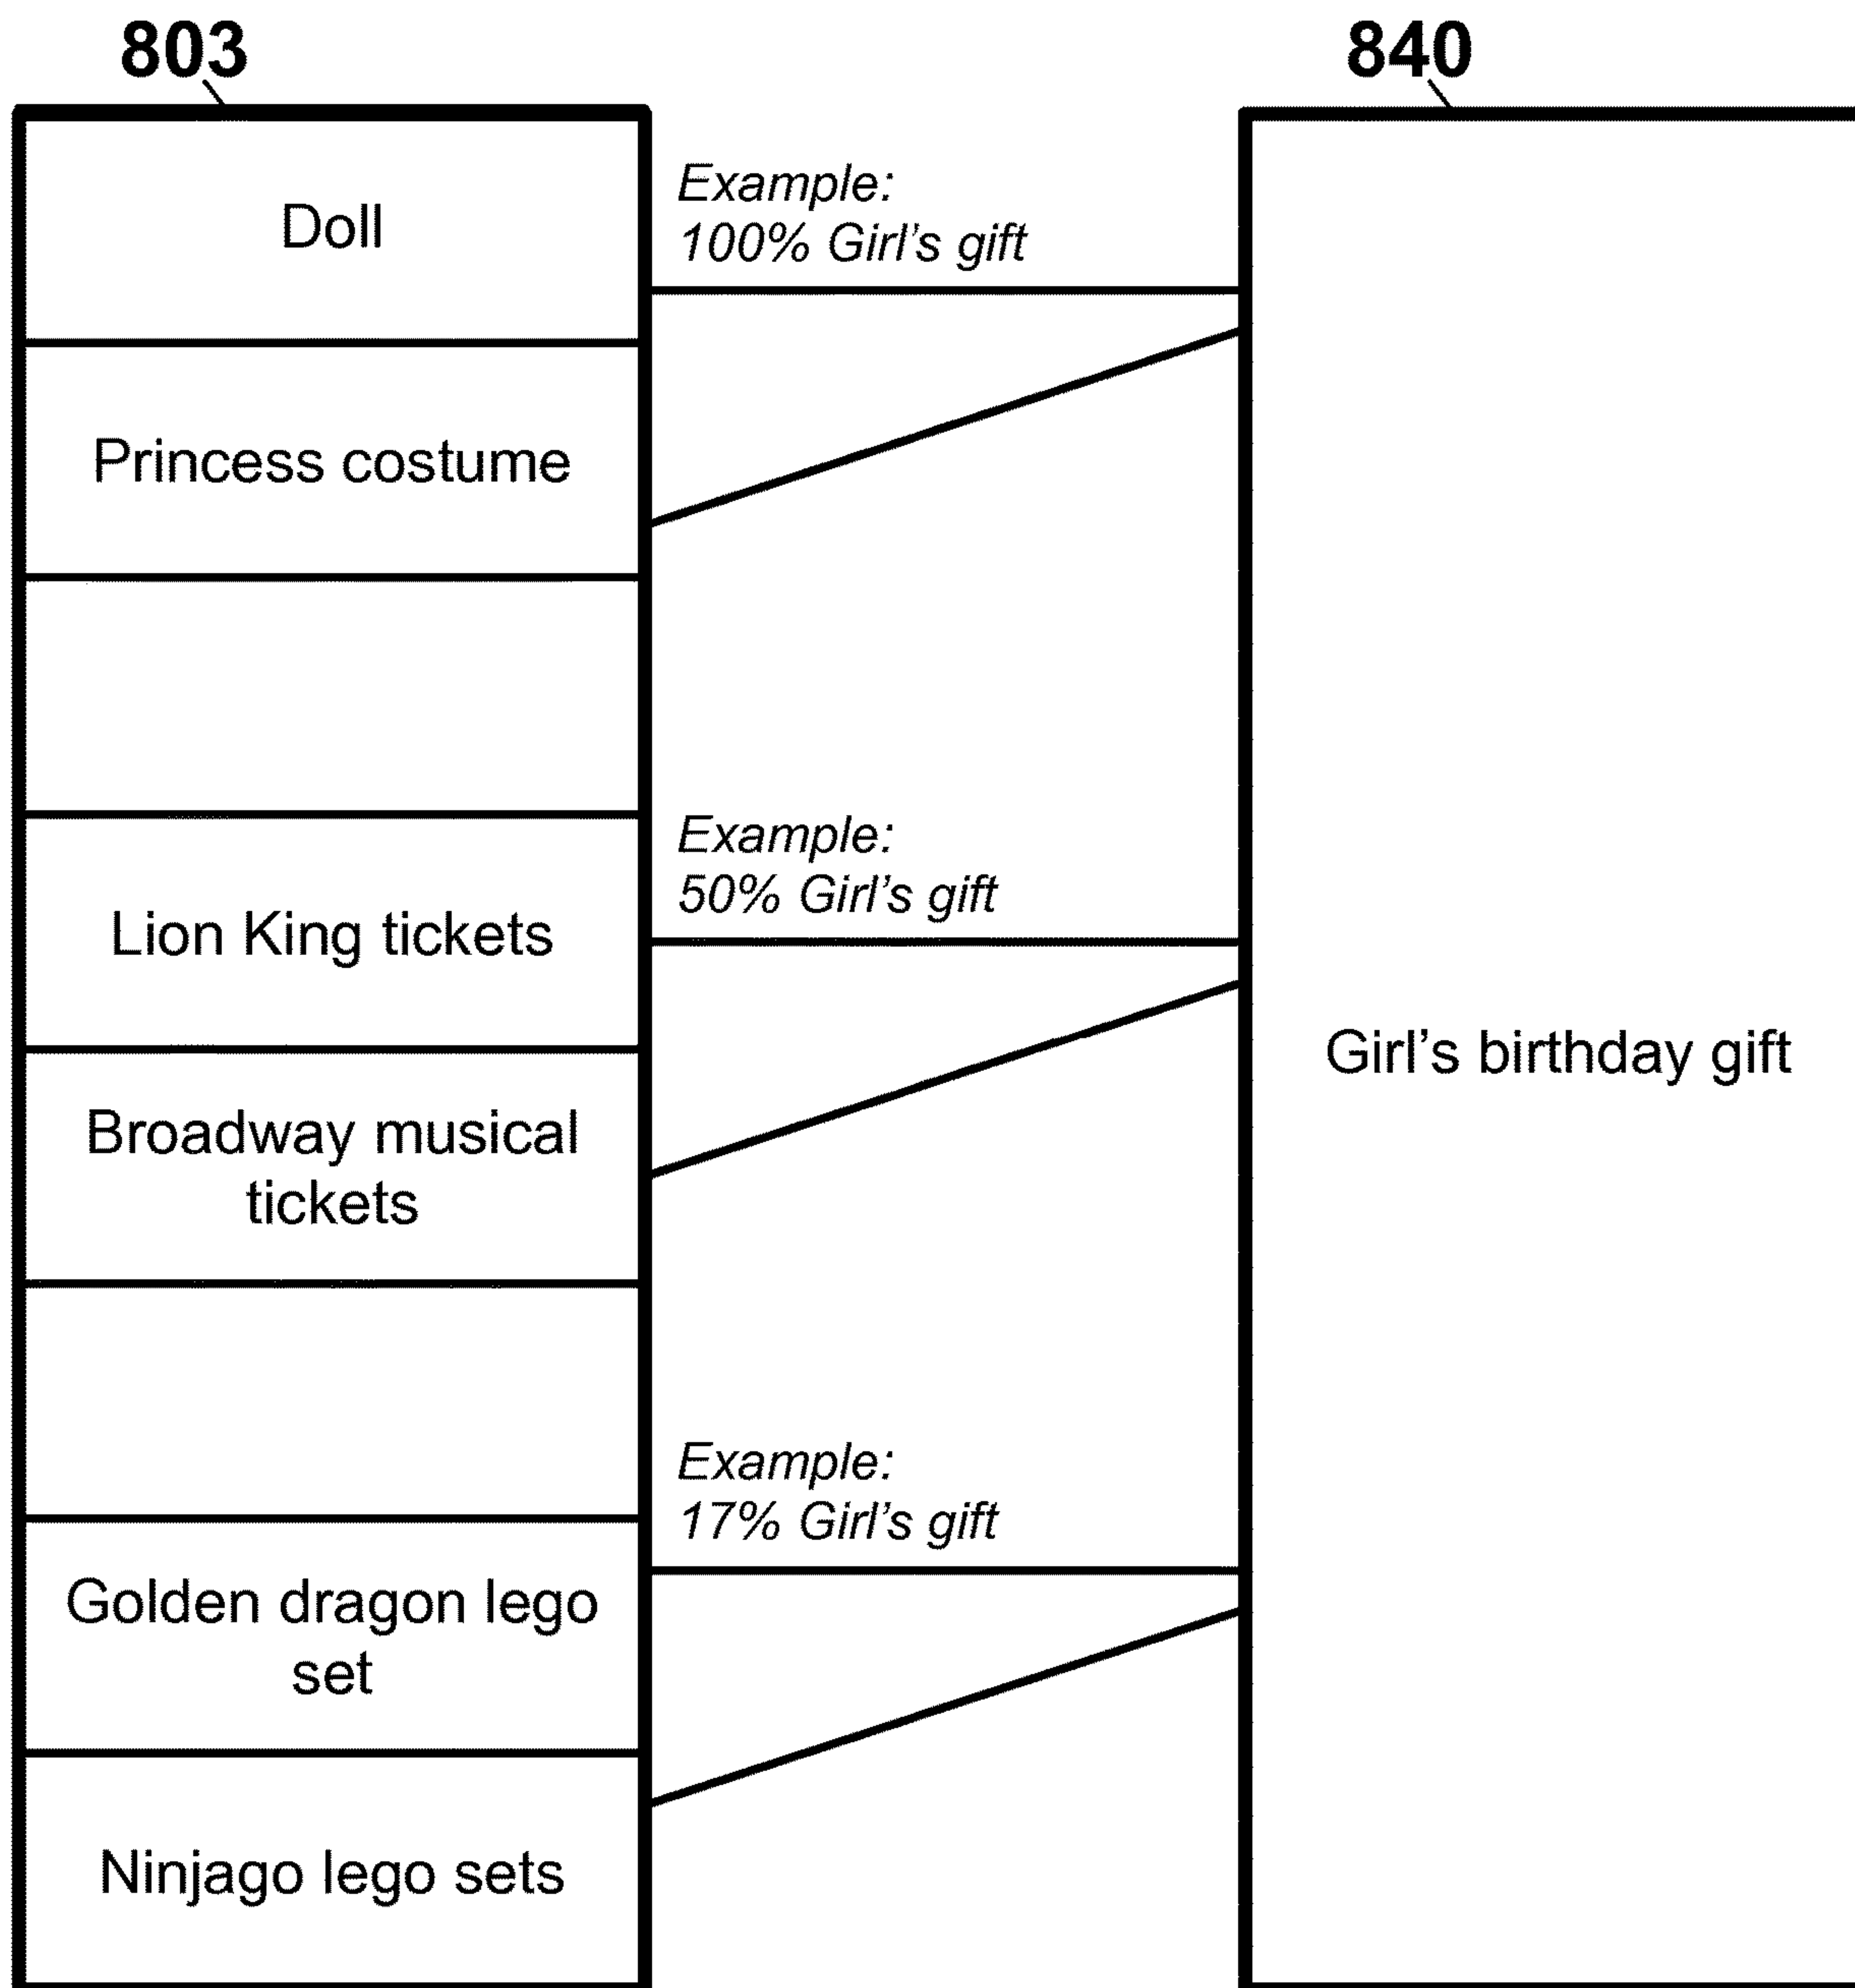 803
840
Doll
Example:
100% Girl's gift
Princess costume
Example:
50% Girl's gift
Lion King tickets
Girl's birthday gift
Broadway musical
tickets
Example:
17% Girl's gift
Golden dragon lego
set
Ninjago lego sets